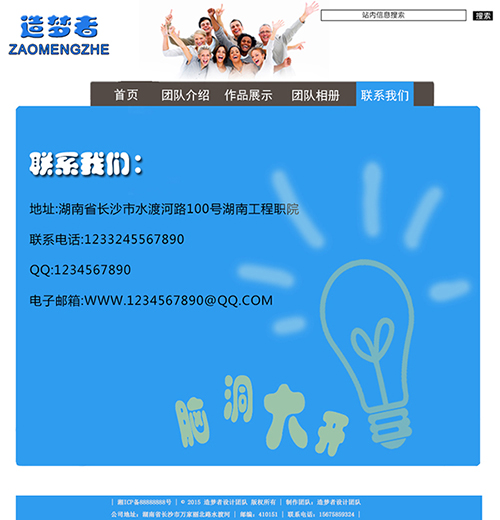 造梦者
ZAOMENGZHE
站内信息搜索
搜索
首页 团队介绍 作品展示 团队相册 联系我们
联系我们：
地址:湖南省长沙市水渡河路100号湖南工程职院
联系电话:1233245567890
QQ:1234567890
电子邮箱:WWW.1234567890@QQ.COM
脑洞大开
| 湘ICP备88888888号 | © 2015 造梦者设计团队 版权所有 | 制作团队：造梦者设计团队
公司地址：湖南省长沙市万家丽北路水渡河 | 邮编：410151 | 联系电话：15675859324 |